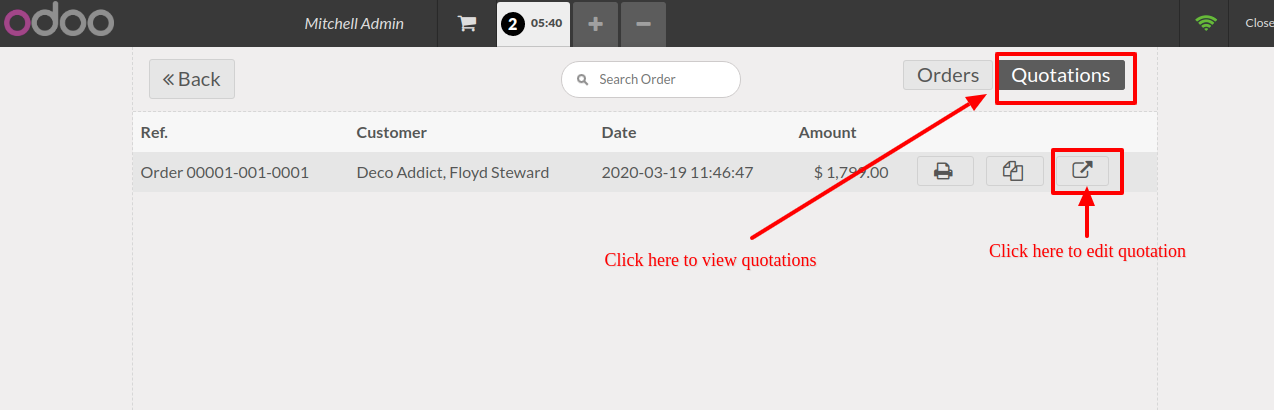 odoo Mitchell Admin 2 05:40 Close
Back Search Order Orders Quotations
Ref. Customer Date Amount
Order 00001-001-0001 Deco Addict, Floyd Steward 2020-03-19 11:46:47 $ 1,799.00
Click here to view quotations Click here to edit quotation